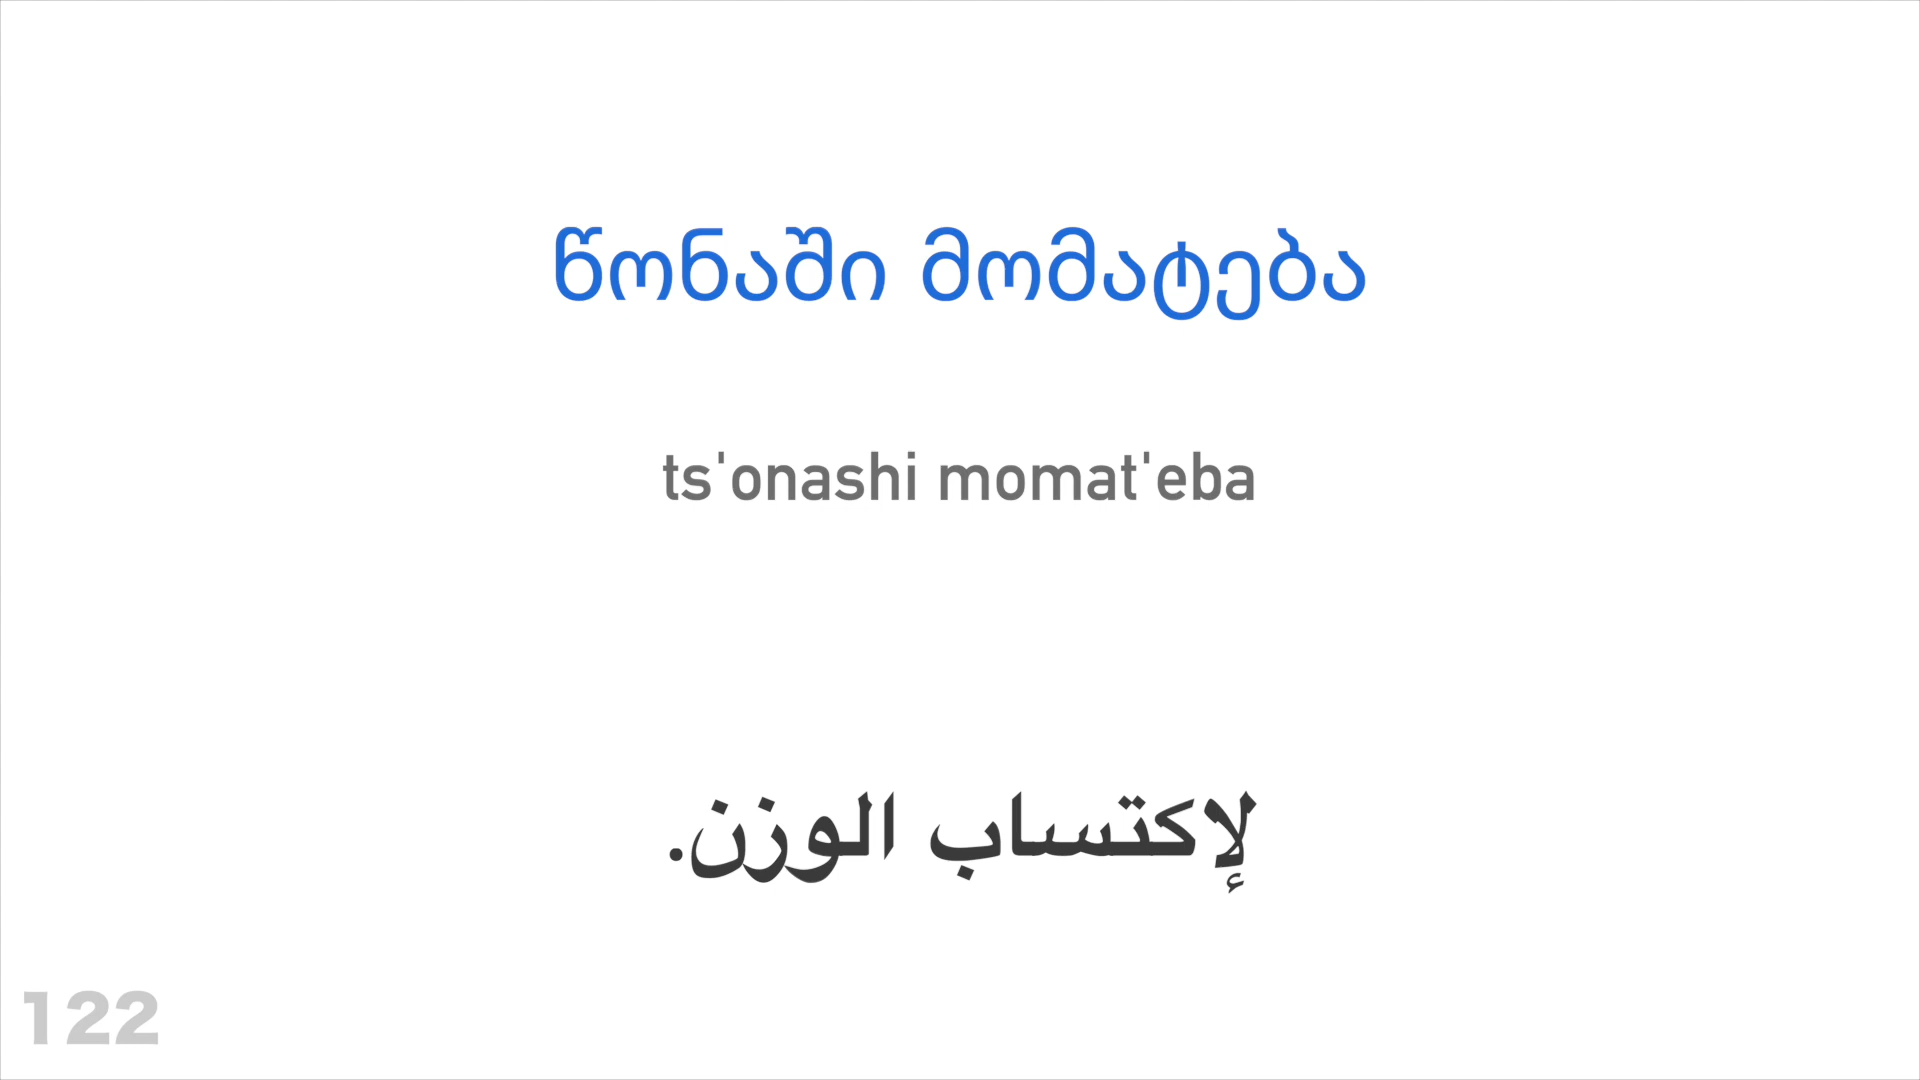 წონაში მომატება
ts'onashi momat'eba
لإكتساب الوزن.
122